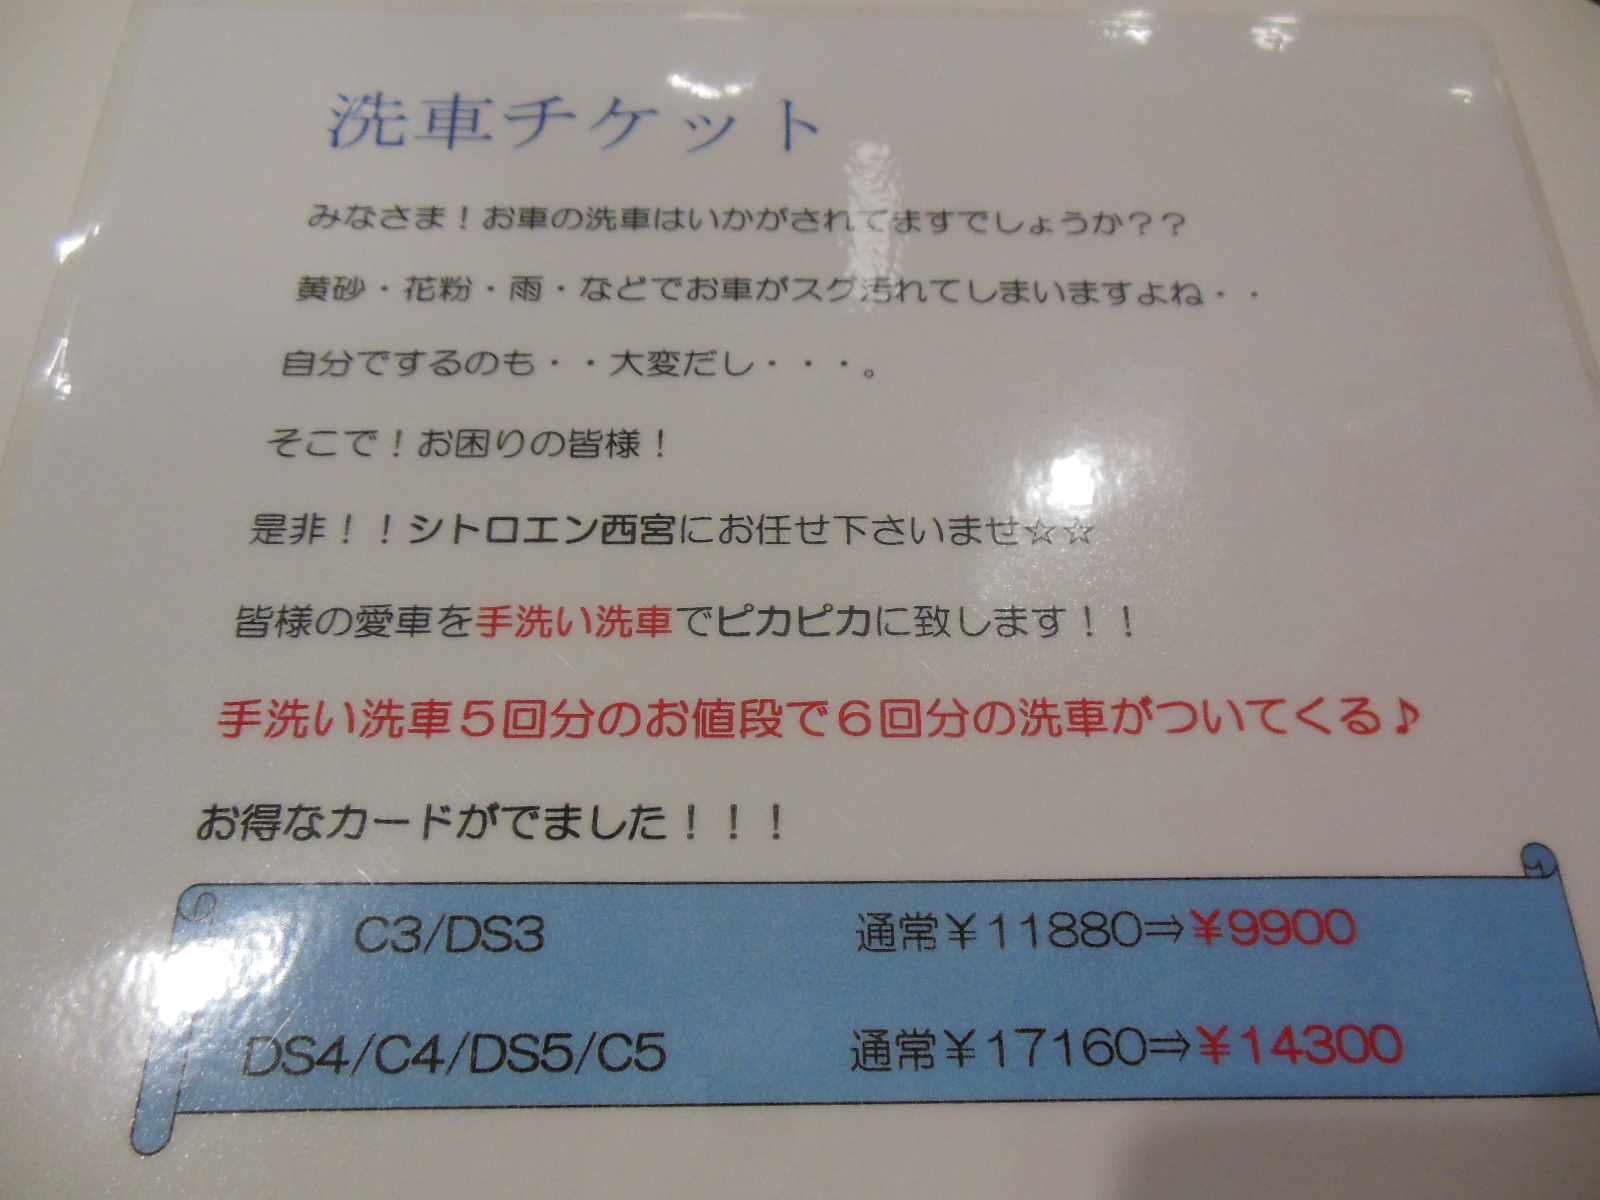 洗車チケット
みなさま！お車の洗車はいかがされてますでしょうか？？
黄砂・花粉・雨・などでお車がスグ汚れてしまいますよね・・
自分でするのも・・大変だし・・・。
そこで！お困りの皆様！
是非！！シトロエン西宮にお任せ下さいませ☆☆
皆様の愛車を手洗い洗車でピカピカに致します！！
手洗い洗車５回分のお値段で６回分の洗車がついてくる♪
お得なカードがでました！！！
C3/DS3 通常￥11880⇒￥9900
DS4/C4/DS5/C5 通常￥17160⇒￥14300